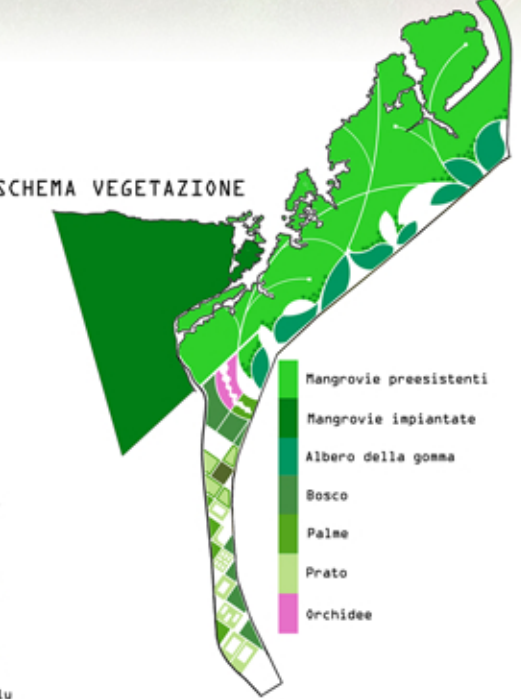 SCHEMA VEGETAZIONE
Mangrovie preesistenti
Mangrovie impiantate
Albero della gomma
Bosco
Palme
Prato
Orchidee